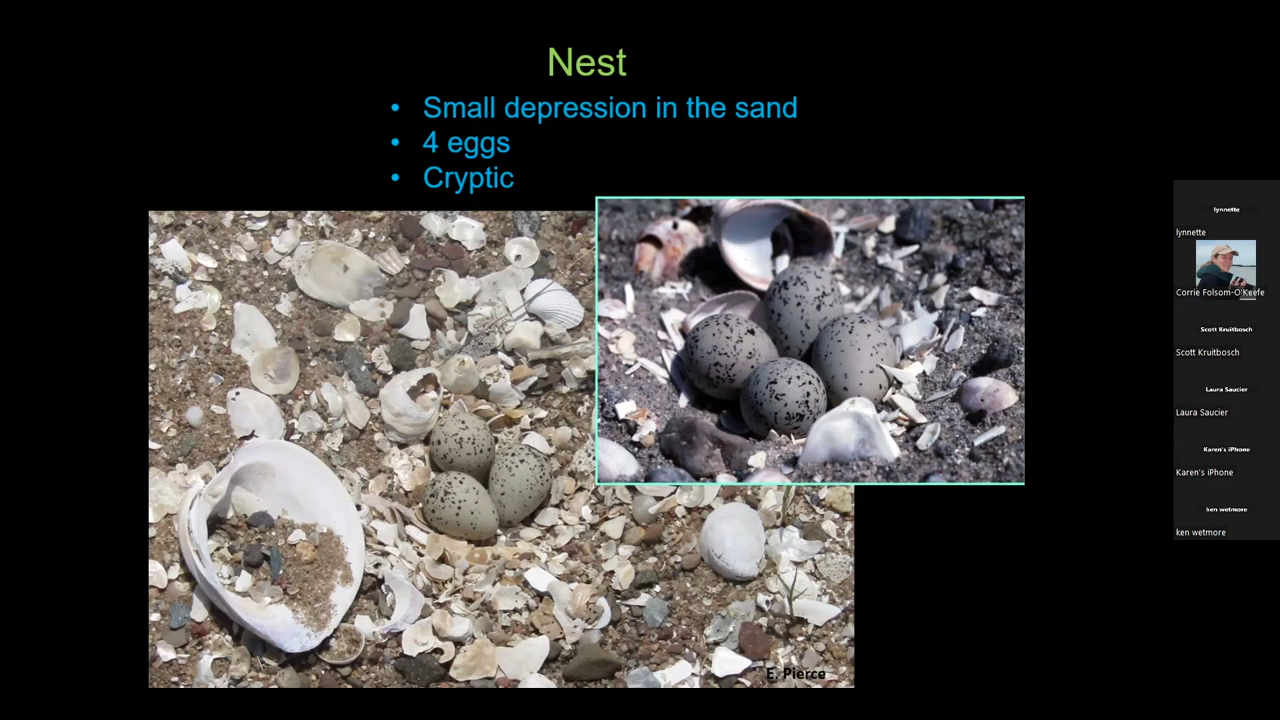 Nest
• Small depression in the sand
• 4 eggs
• Cryptic
E. Pierce
lynnette
lynnette
Corrie Folsom-O'Keefe
Scott Kruitbosch
Scott Kruitbosch
Laura Saucier
Laura Saucier
Karen's iPhone
Karen's iPhone
ken wetmore
ken wetmore